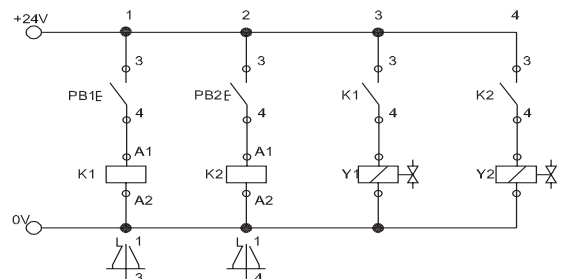 +24V 1 2 3 4
3 3 3 3
PB1E PB2E K1 K2
4 4 4 4
A1 A1
K1 K2 Y1 Y2
A2 A2
0V
1 1
3 4